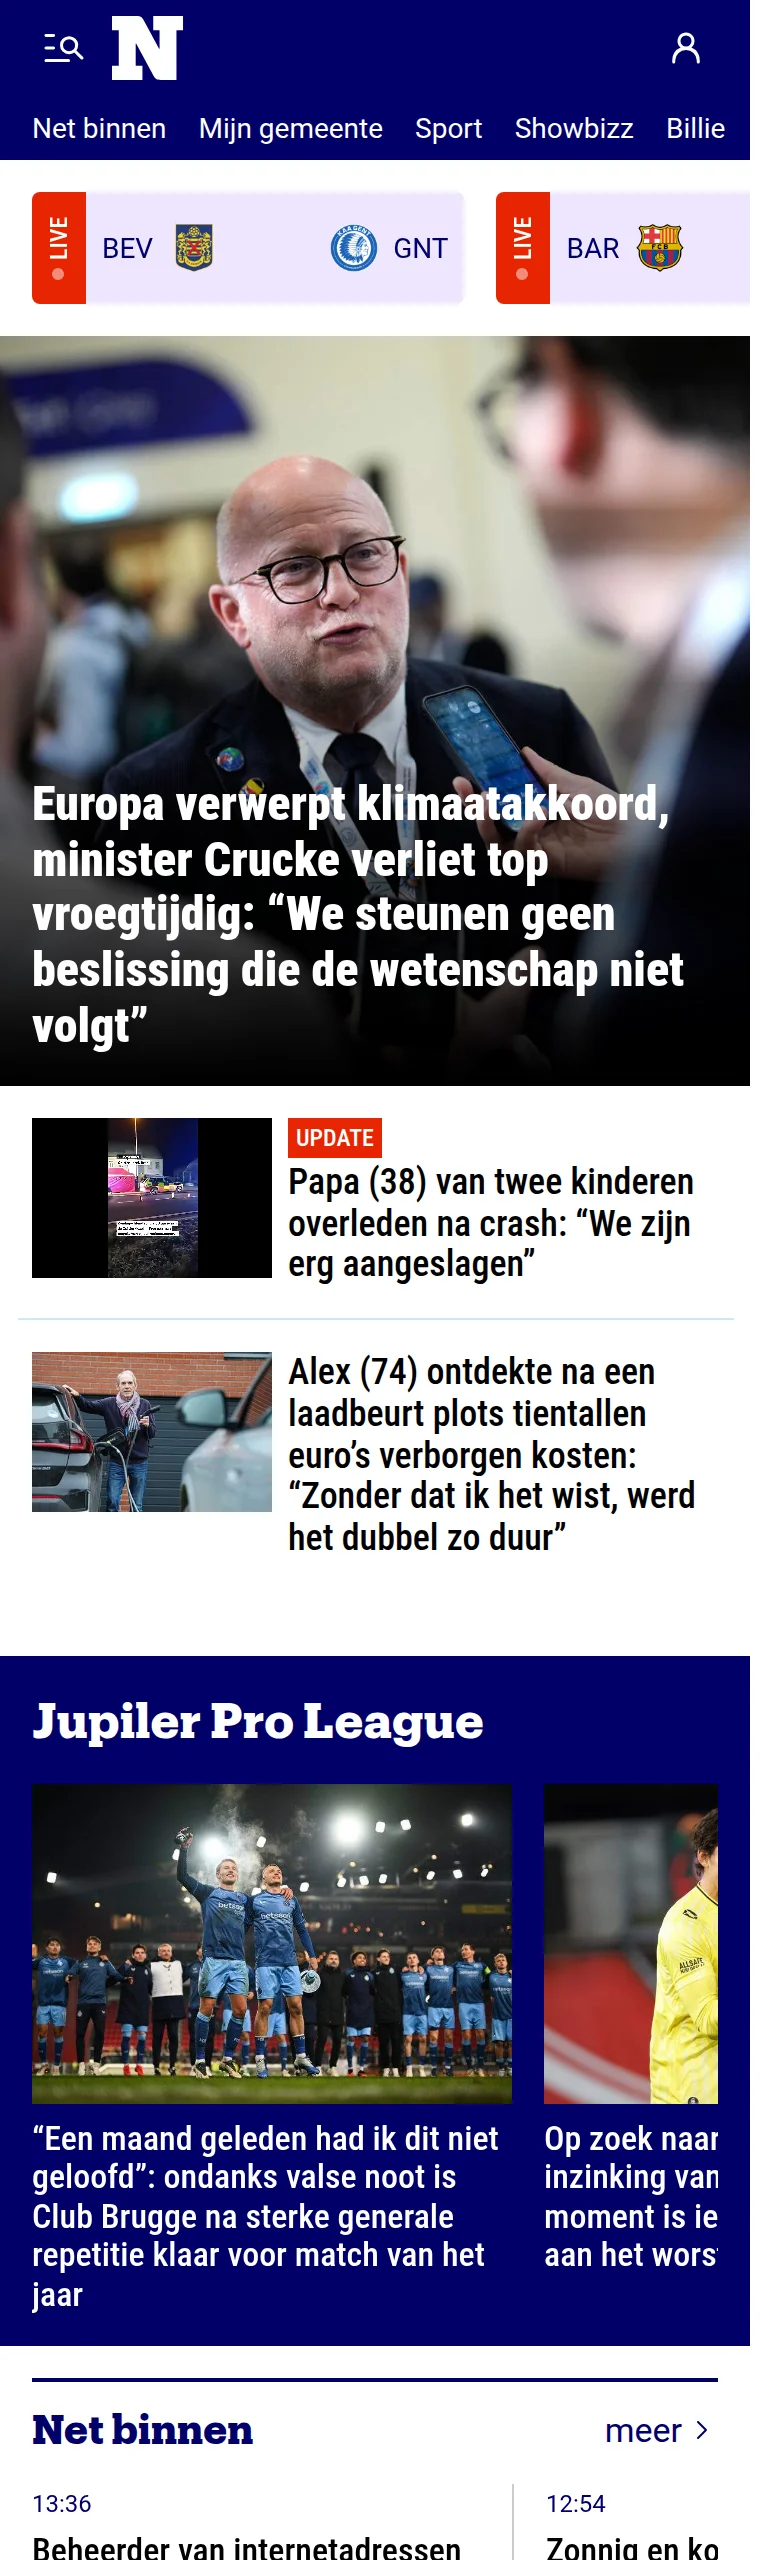 N
Net binnen Mijn gemeente Sport Showbizz Billie
LIVE BEV KAA GENT GNT LIVE BAR FCB
Europa verwerpt klimaatakkoord,
minister Crucke verliet top
vroegtijdig: “We steunen geen
beslissing die de wetenschap niet
volgt”
UPDATE
Papa (38) van twee kinderen
overleden na crash: “We zijn
erg aangeslagen”
Alex (74) ontdekte na een
laadbeurt plots tientallen
euro’s verborgen kosten:
“Zonder dat ik het wist, werd
het dubbel zo duur”
Jupiler Pro League
betsson betsson
“Een maand geleden had ik dit niet
geloofd”: ondanks valse noot is
Club Brugge na sterke generale
repetitie klaar voor match van het
jaar
Op zoek naar
inzinking van
moment is ie
aan het wors
Net binnen meer
13:36
Beheerder van internetadressen
12:54
Zonnig en ko